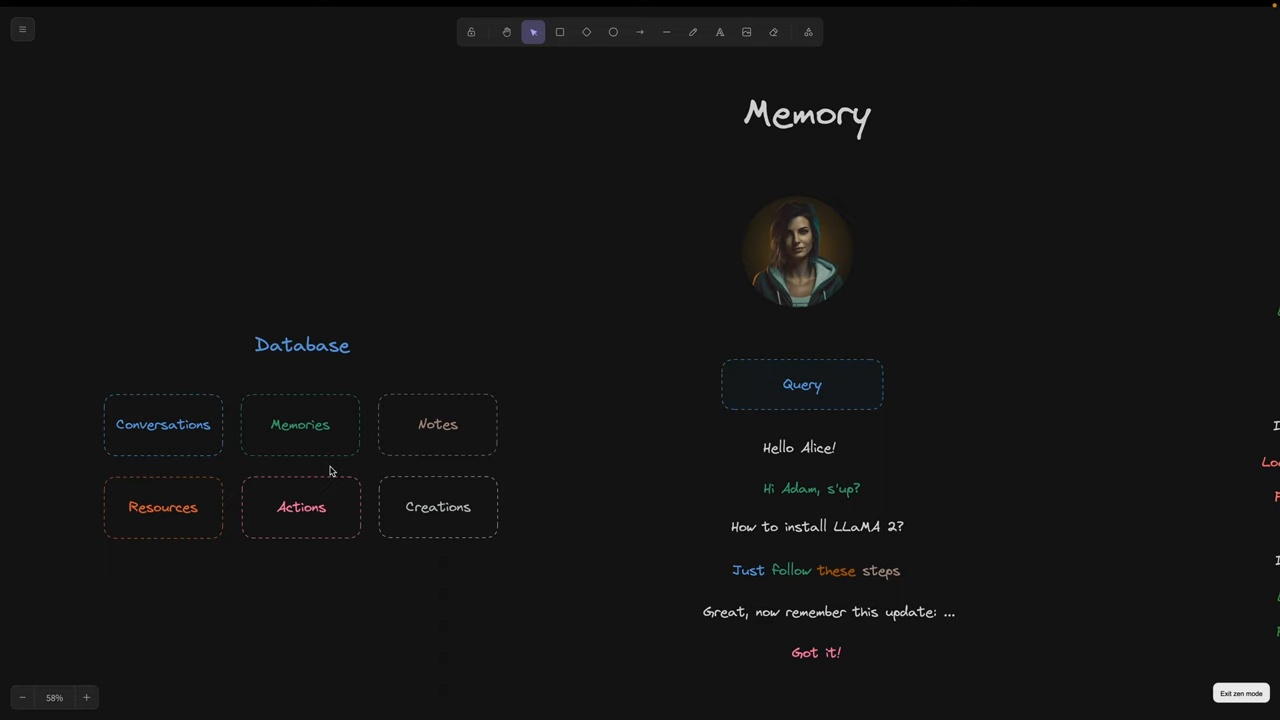 Memory
Database
Conversations
Memories
Notes
Resources
Actions
Creations
Query
Hello Alice!
Hi Adam, s'up?
How to install LLaMA 2?
Just follow these steps
Great, now remember this update: ...
Got it!
58%
Exit zen mode